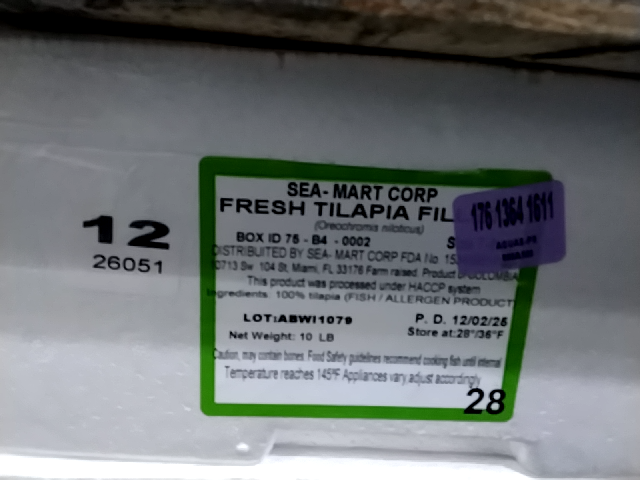 SEA- MART CORP
FRESH TILAPIA FIL
(Oreochromis niloticus)
176 1364 1611
BOX ID 75 - B4 - 0002
DISTRIBUITED BY SEA- MART CORP FDA No
10713 Sw 104 St, Miami, FL 33176 Farm raised. Product of COLOMBIA
This product was processed under HACCP system
Ingredients: 100% tilapia (FISH / ALLERGEN PRODUCT
LOT:ABWI1079
P. D. 12/02/26
Net Weight: 10 LB
Store at:28°/36°F
Caution, may contain bones. Food Safety guidelines recommend cooking fish until internal
Temperature reaches 145°F Appliances vary adjust accordingly
28
12
26051